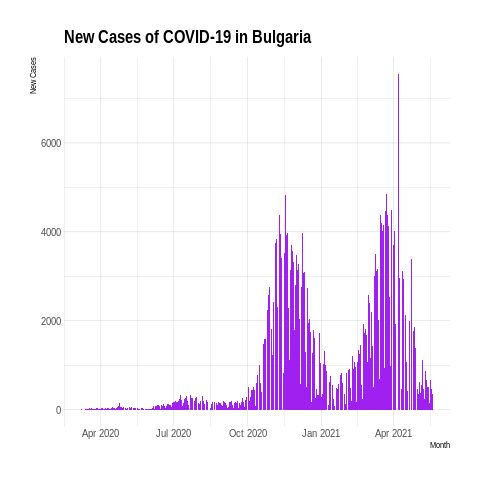 New Cases of COVID-19 in Bulgaria
New Cases
6000
4000
2000
0
Apr 2020 Jul 2020 Oct 2020 Jan 2021 Apr 2021
Month